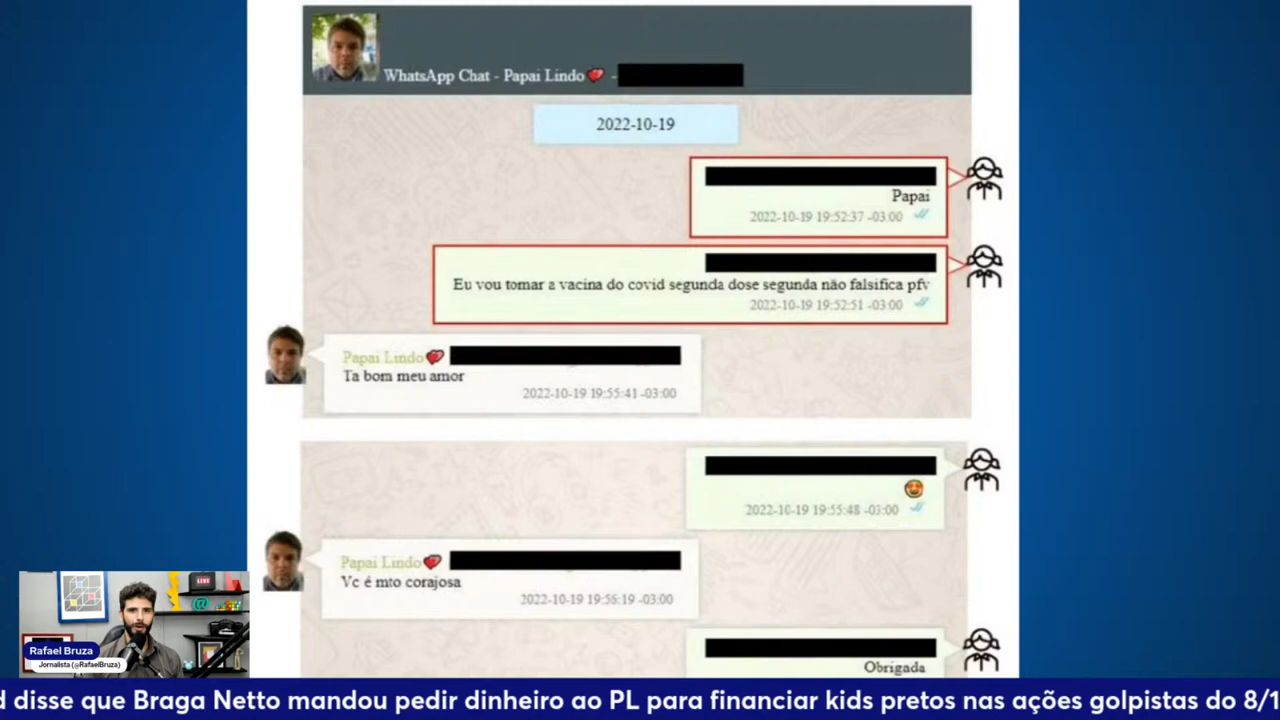 WhatsApp Chat - Papai Lindo💕 -
2022-10-19
Papai
2022-10-19 19:52:37 -03:00
Eu vou tomar a vacina do covid segunda dose segunda não falsifica pfv
2022-10-19 19:52:51 -03:00
Papai Lindo💕
Ta bom meu amor
2022-10-19 19:55:41 -03:00
🤩
2022-10-19 19:55:48 -03:00
Papai Lindo💕
Vc é mto corajosa
2022-10-19 19:56:19 -03:00
Obrigada
LIVE
@
Rafael Bruza
Jornalista (@RafaelBruza)
d disse que Braga Netto mandou pedir dinheiro ao PL para financiar kids pretos nas ações golpistas do 8/1